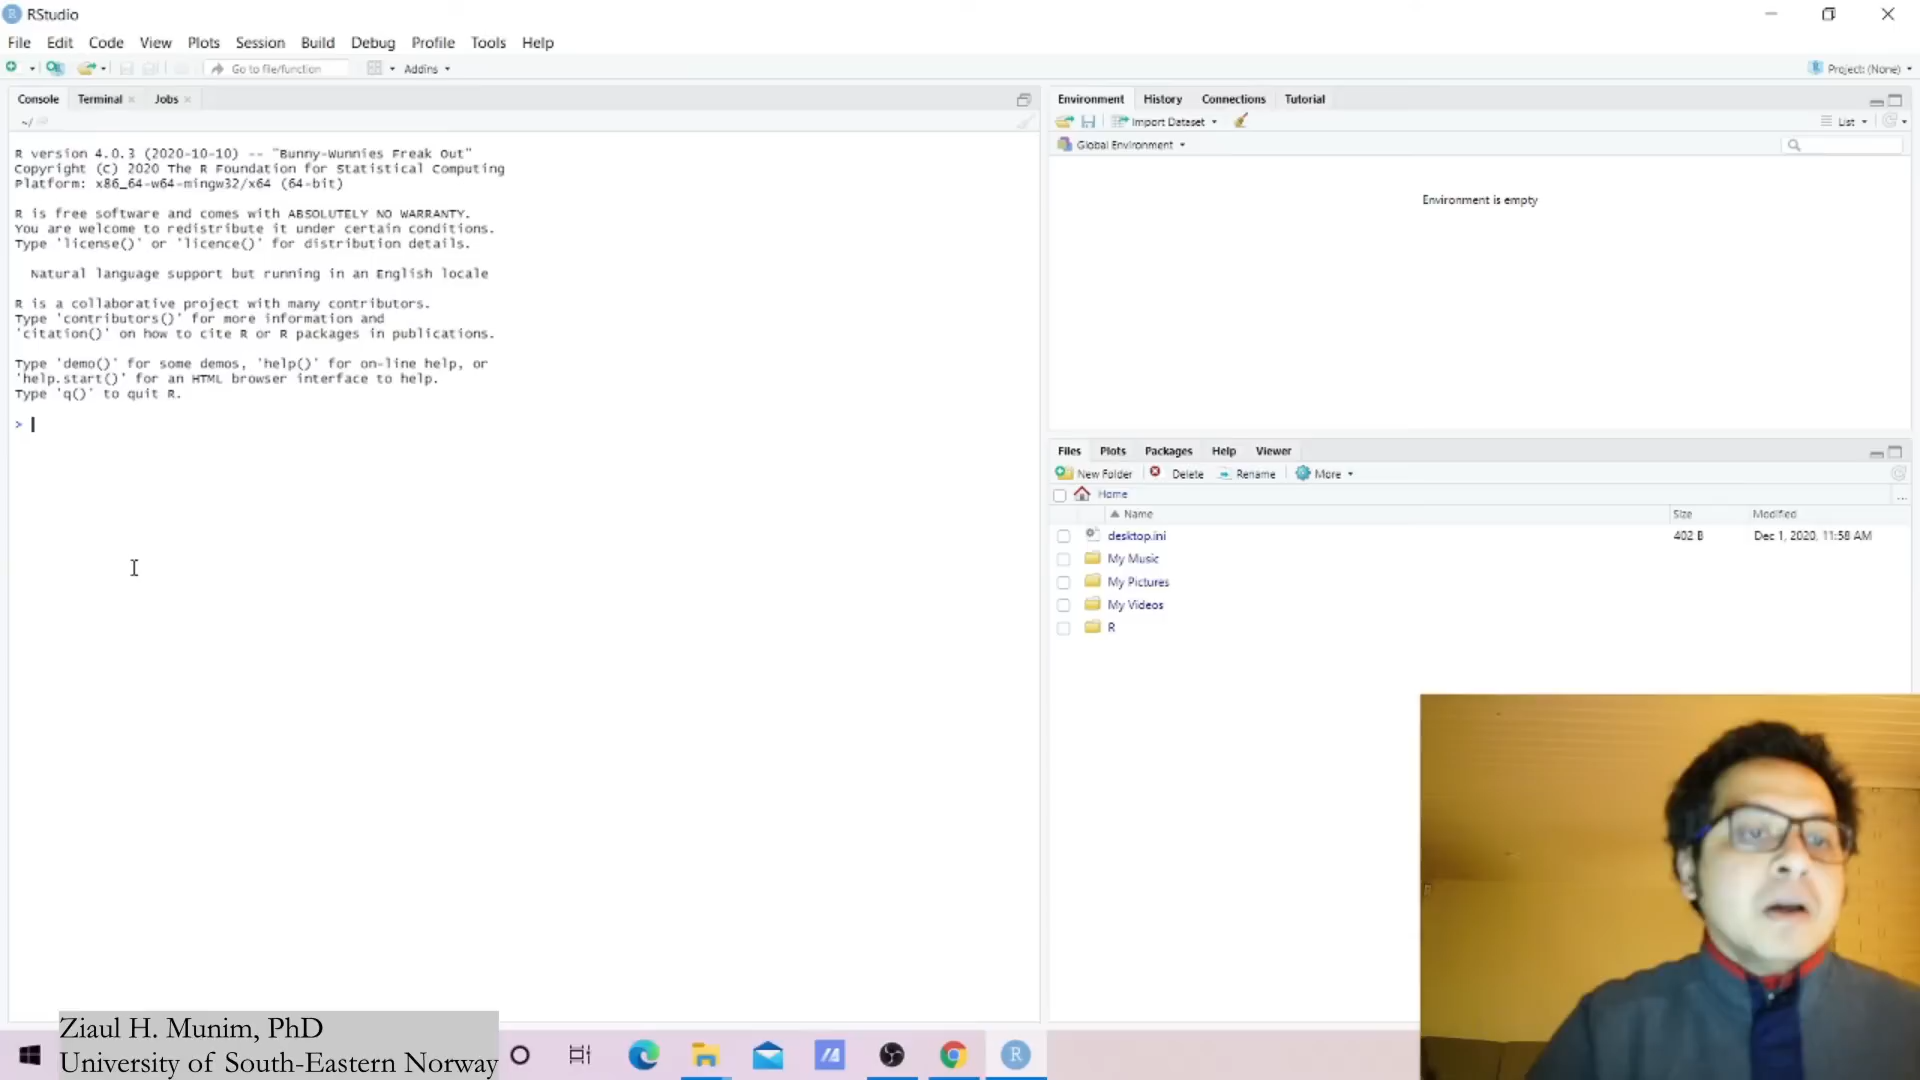 RStudio
File Edit Code View Plots Session Build Debug Profile Tools Help
Go to file/function Addins Project: (None)
Console Terminal Jobs
~/
R version 4.0.3 (2020-10-10) -- "Bunny-Wunnies Freak Out"
Copyright (C) 2020 The R Foundation for Statistical Computing
Platform: x86_64-w64-mingw32/x64 (64-bit)
R is free software and comes with ABSOLUTELY NO WARRANTY.
You are welcome to redistribute it under certain conditions.
Type 'license()' or 'licence()' for distribution details.
Natural language support but running in an English locale
R is a collaborative project with many contributors.
Type 'contributors()' for more information and
'citation()' on how to cite R or R packages in publications.
Type 'demo()' for some demos, 'help()' for on-line help, or
'help.start()' for an HTML browser interface to help.
Type 'q()' to quit R.
>
Environment History Connections Tutorial
Import Dataset List
Global Environment
Environment is empty
Files Plots Packages Help Viewer
New Folder Delete Rename More
Home ...
Name Size Modified
desktop.ini 402 B Dec 1, 2020, 11:58 AM
My Music
My Pictures
My Videos
R
Ziaul H. Munim, PhD
University of South-Eastern Norway